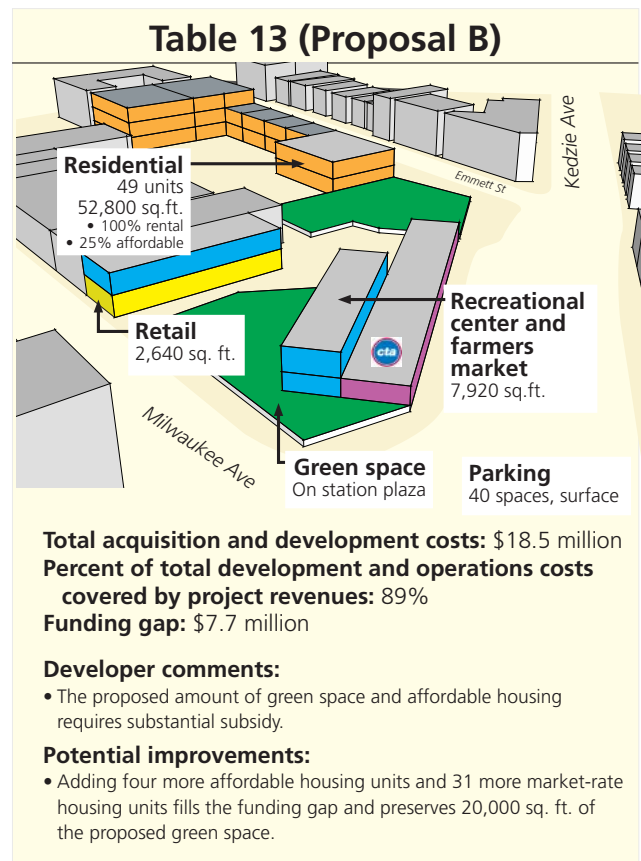 Table 13 (Proposal B)
Kedzie Ave
Emmett St
Residential
49 units
52,800 sq.ft.
• 100% rental
• 25% affordable
Retail
2,640 sq. ft.
cta
Recreational
center and
farmers
market
7,920 sq.ft.
Milwaukee Ave
Green space
On station plaza
Parking
40 spaces, surface
Total acquisition and development costs: $18.5 million
Percent of total development and operations costs
covered by project revenues: 89%
Funding gap: $7.7 million
Developer comments:
• The proposed amount of green space and affordable housing
requires substantial subsidy.
Potential improvements:
• Adding four more affordable housing units and 31 more market-rate
housing units fills the funding gap and preserves 20,000 sq. ft. of
the proposed green space.